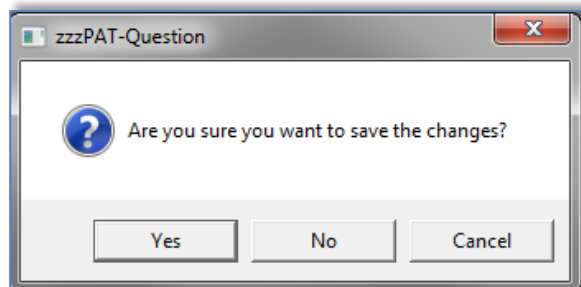 zzzPAT-Question
Are you sure you want to save the changes?
Yes No Cancel